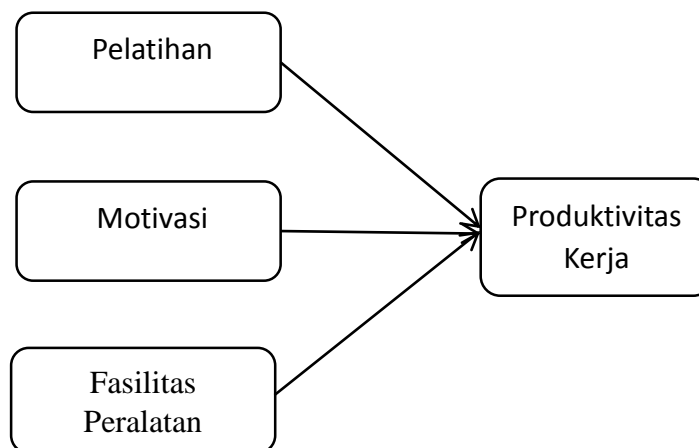 Pelatihan
Motivasi
Produktivitas
Kerja
Fasilitas
Peralatan